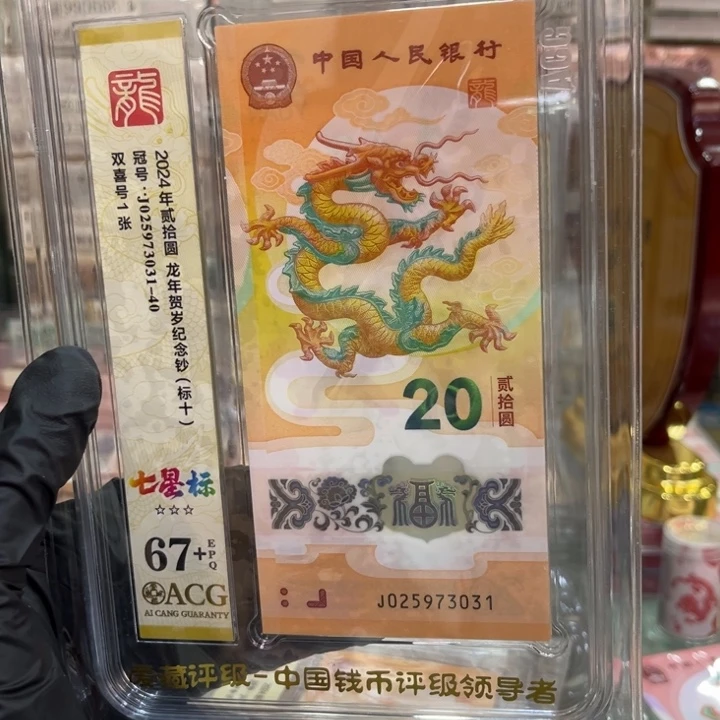 龍
2024年贰拾圆 龙年贺岁纪念钞(标十)
冠号:J025973031-40
双喜号1张
七星标
☆☆☆
67+
EPQ
ACG
AI CANG GUARANTY
中国人民银行
20
贰拾圆
福
J025973031
藏评级-中国钱币评级领导者